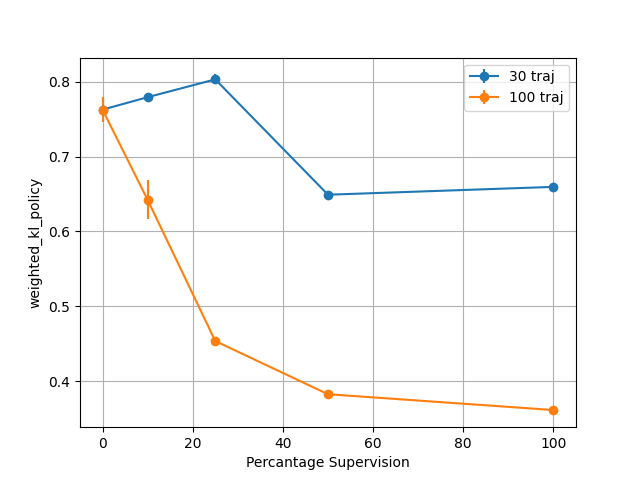 30 traj
100 traj
0.8
0.7
0.6
0.5
0.4
weighted_kl_policy
0 20 40 60 80 100
Percantage Supervision